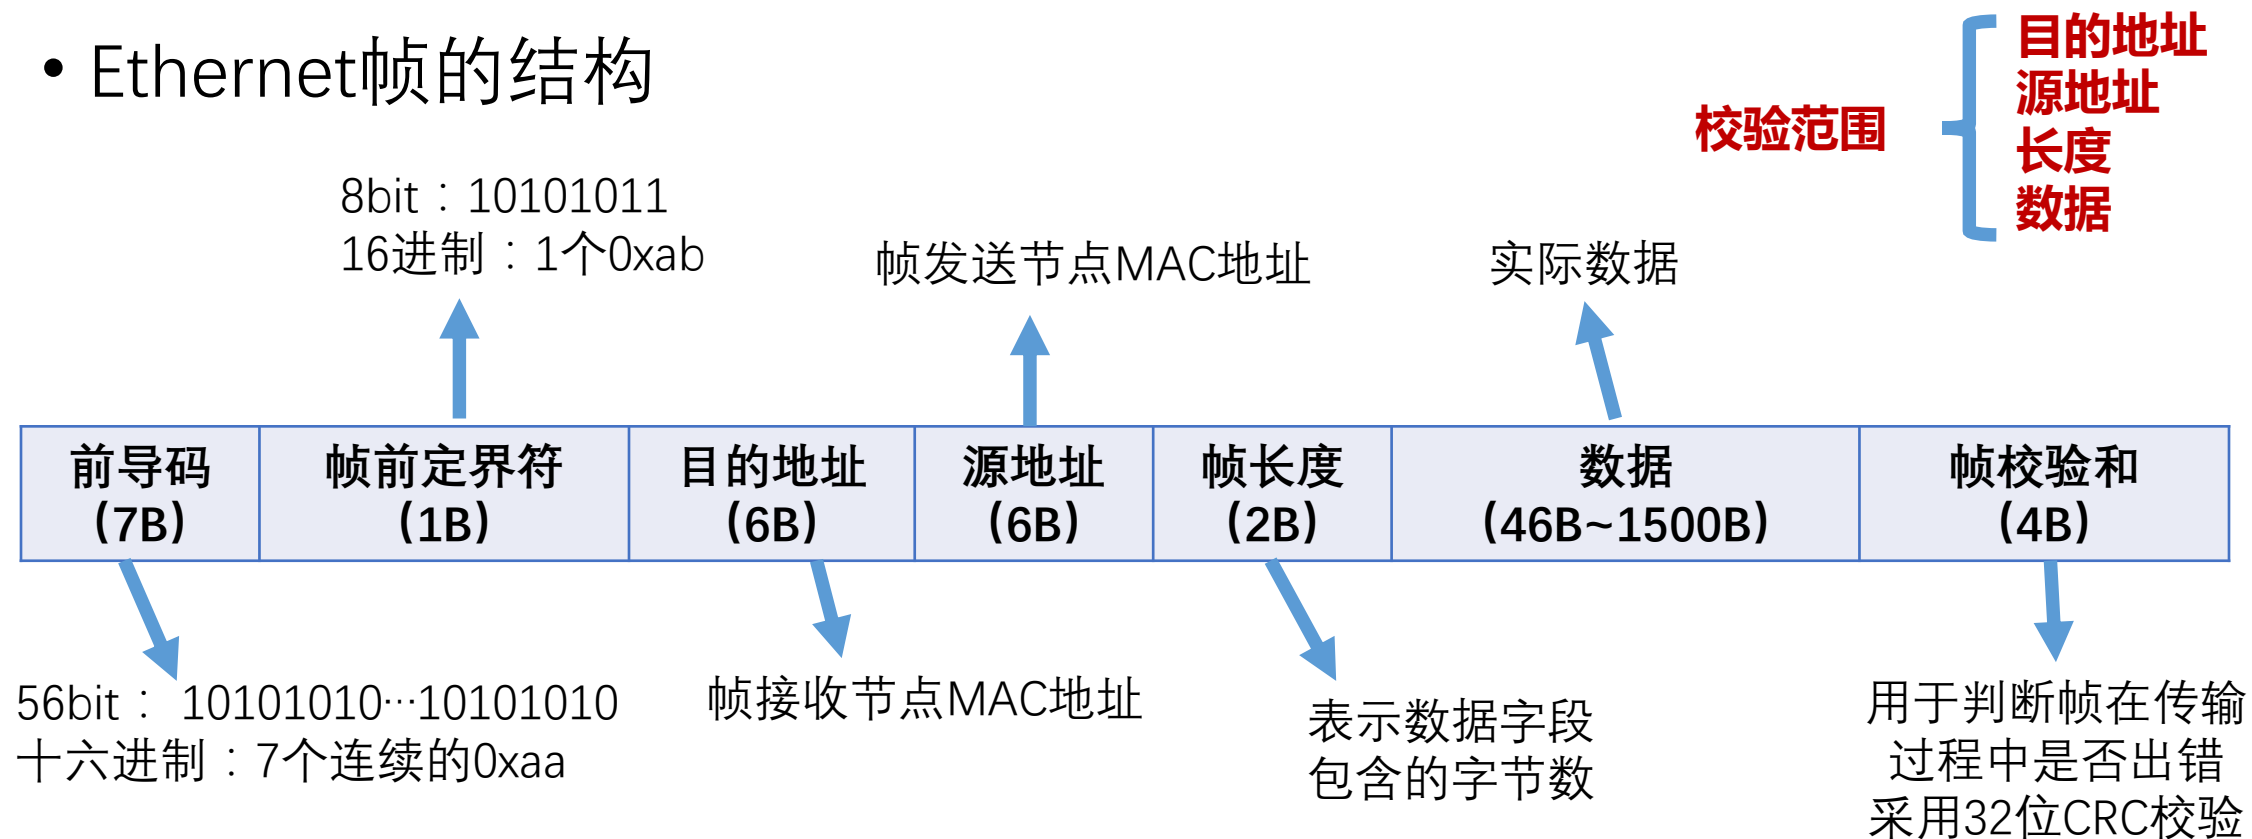 • Ethernet帧的结构
校验范围
目的地址
源地址
长度
数据
8bit：10101011
16进制：1个0xab
帧发送节点MAC地址
实际数据
前导码
(7B)
帧前定界符
(1B)
目的地址
(6B)
源地址
(6B)
帧长度
(2B)
数据
(46B~1500B)
帧校验和
(4B)
56bit： 10101010…10101010
十六进制：7个连续的0xaa
帧接收节点MAC地址
表示数据字段
包含的字节数
用于判断帧在传输
过程中是否出错
采用32位CRC校验